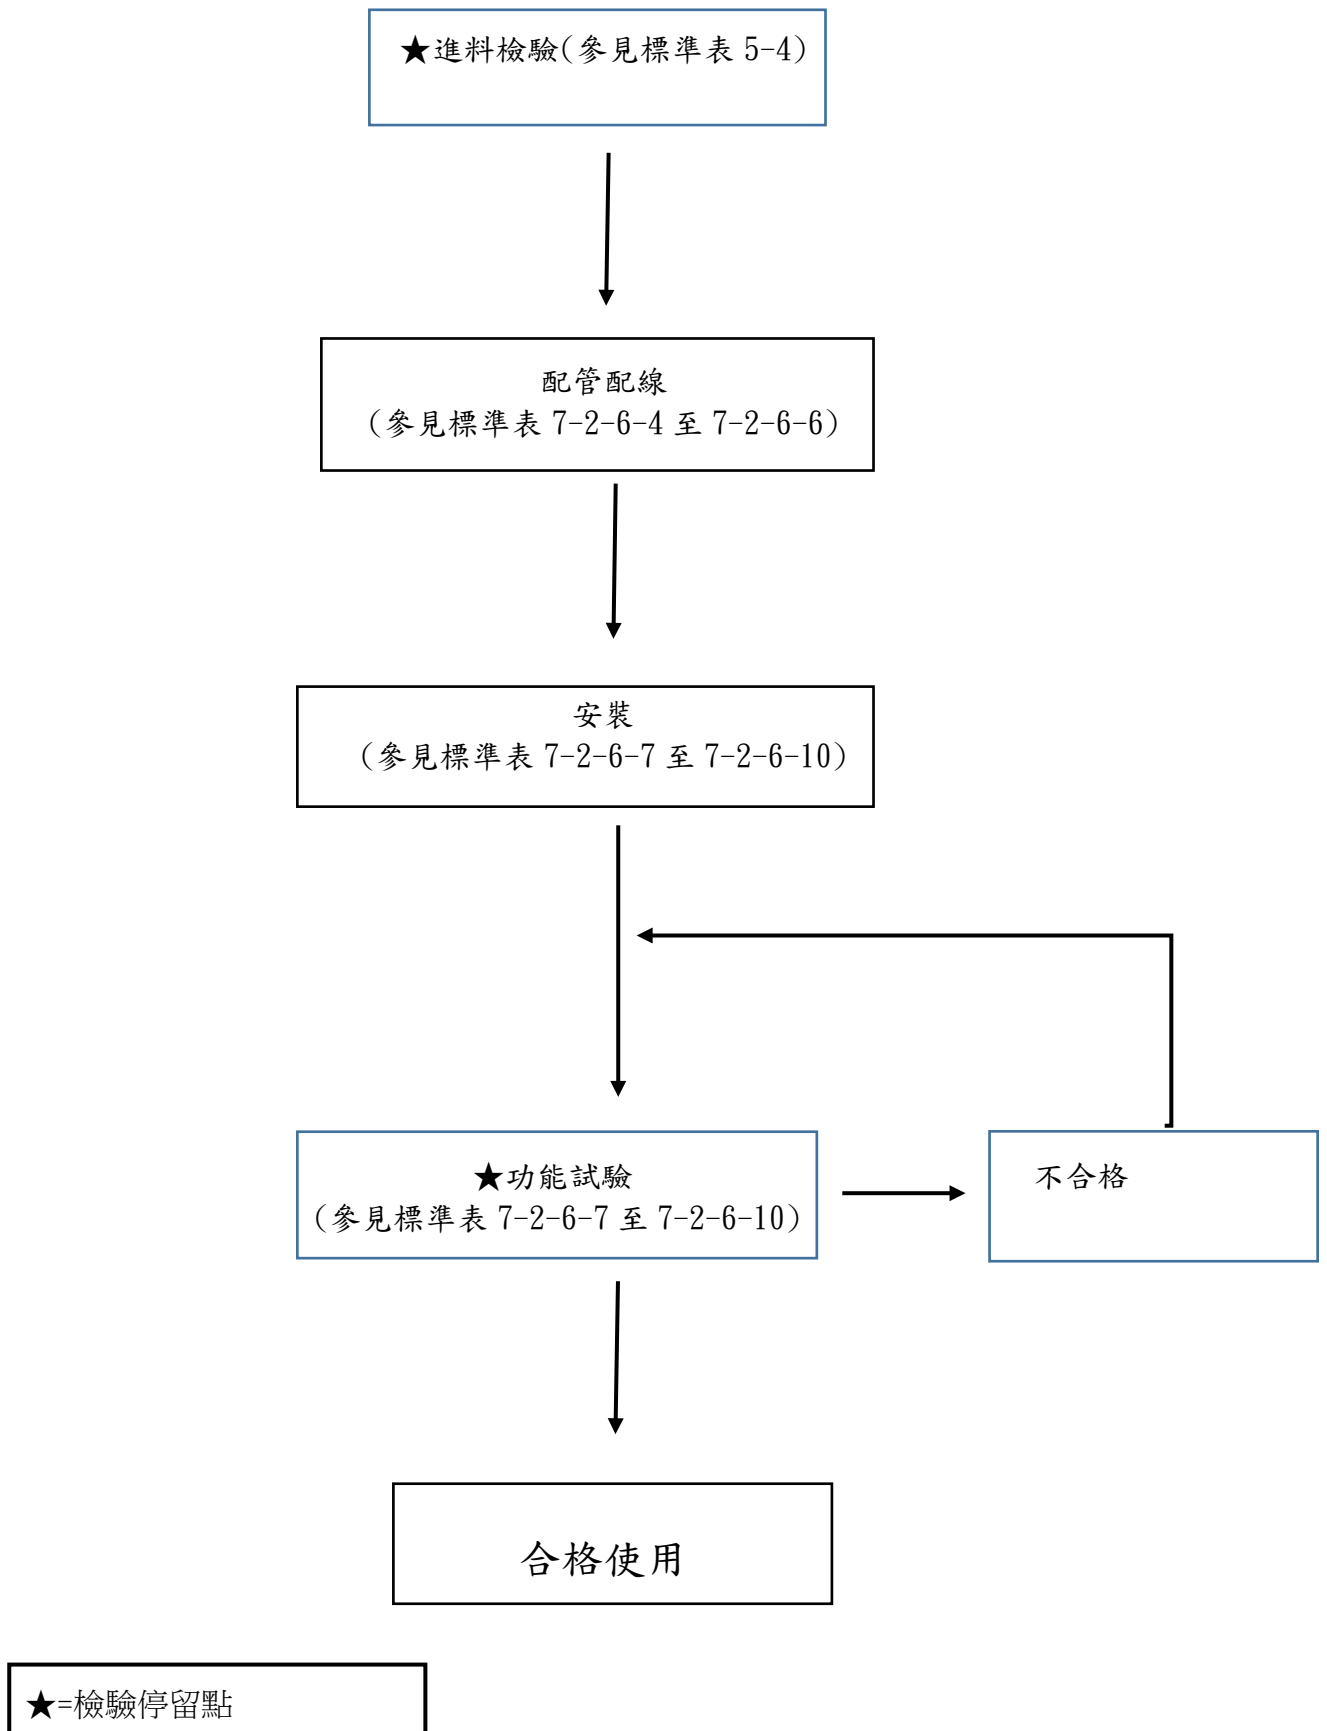 ★進料檢驗(參見標準表 5-4)
配管配線
(參見標準表 7-2-6-4 至 7-2-6-6)
安裝
(參見標準表 7-2-6-7 至 7-2-6-10)
★功能試驗
(參見標準表 7-2-6-7 至 7-2-6-10)
不合格
合格使用
★=檢驗停留點